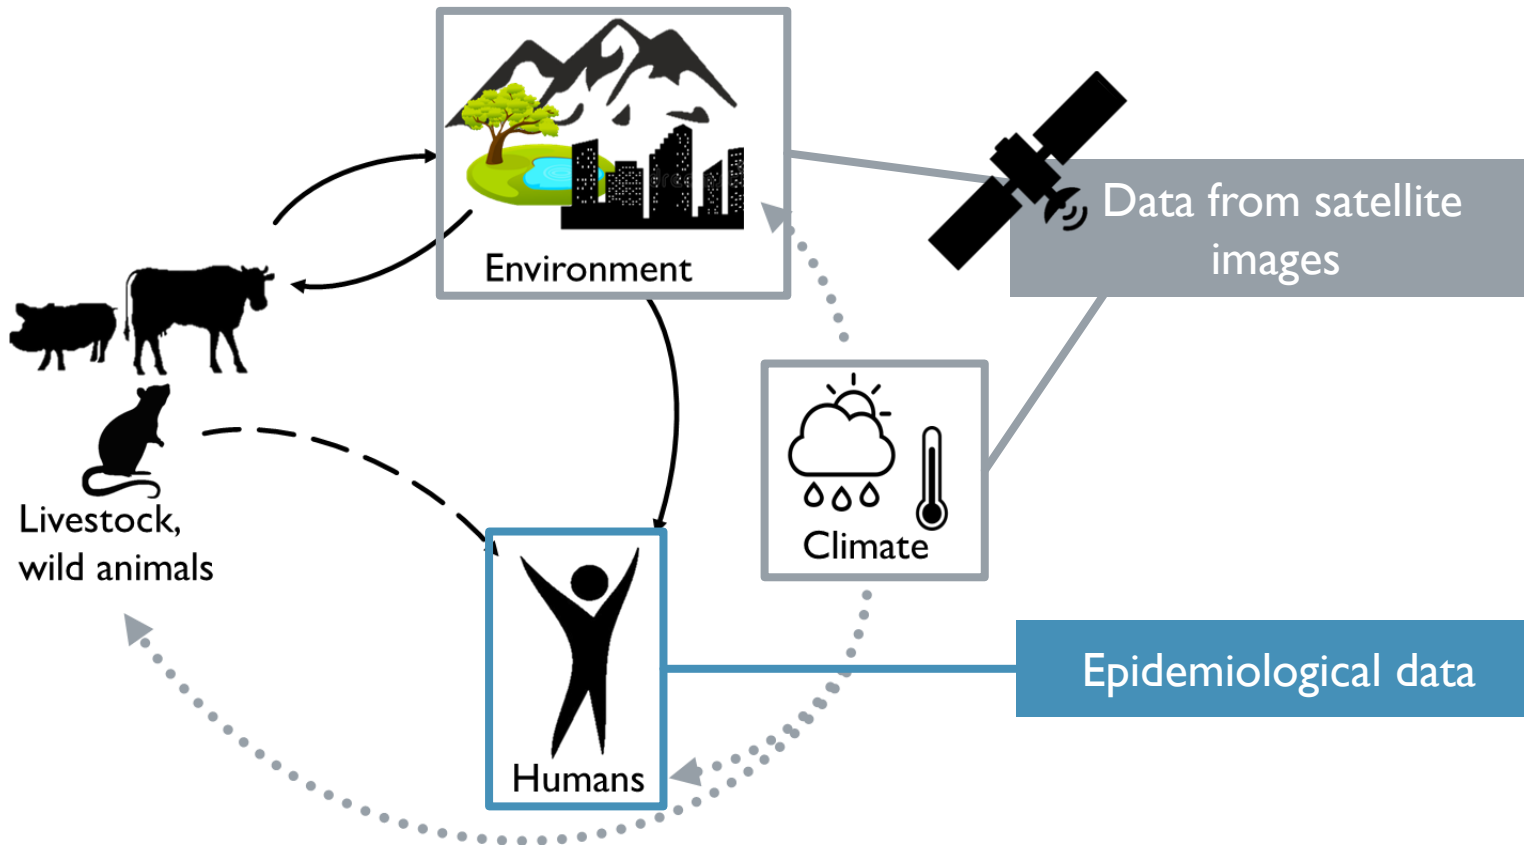 Data from satellite
images
Environment
Climate
Livestock,
wild animals
Epidemiological data
Humans